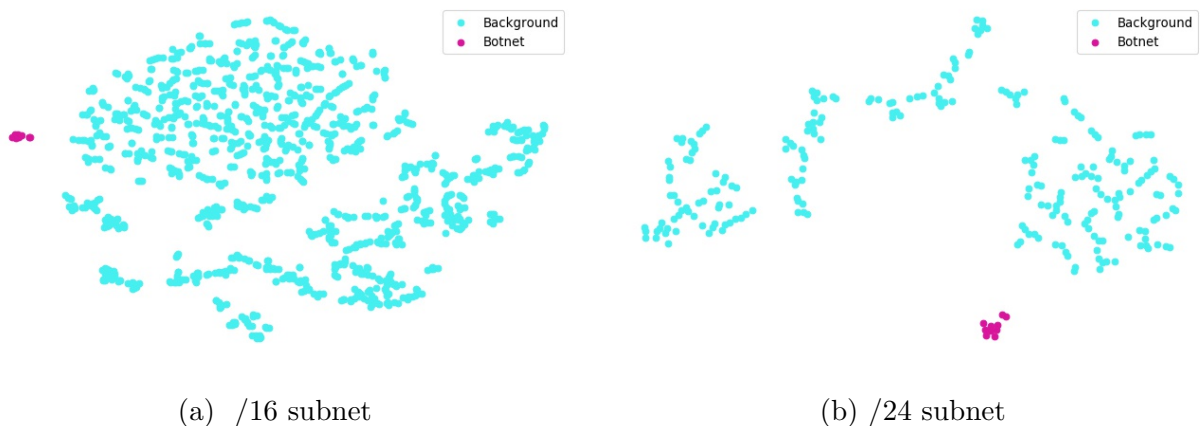 Background
Botnet
Background
Botnet
(a) /16 subnet
(b) /24 subnet